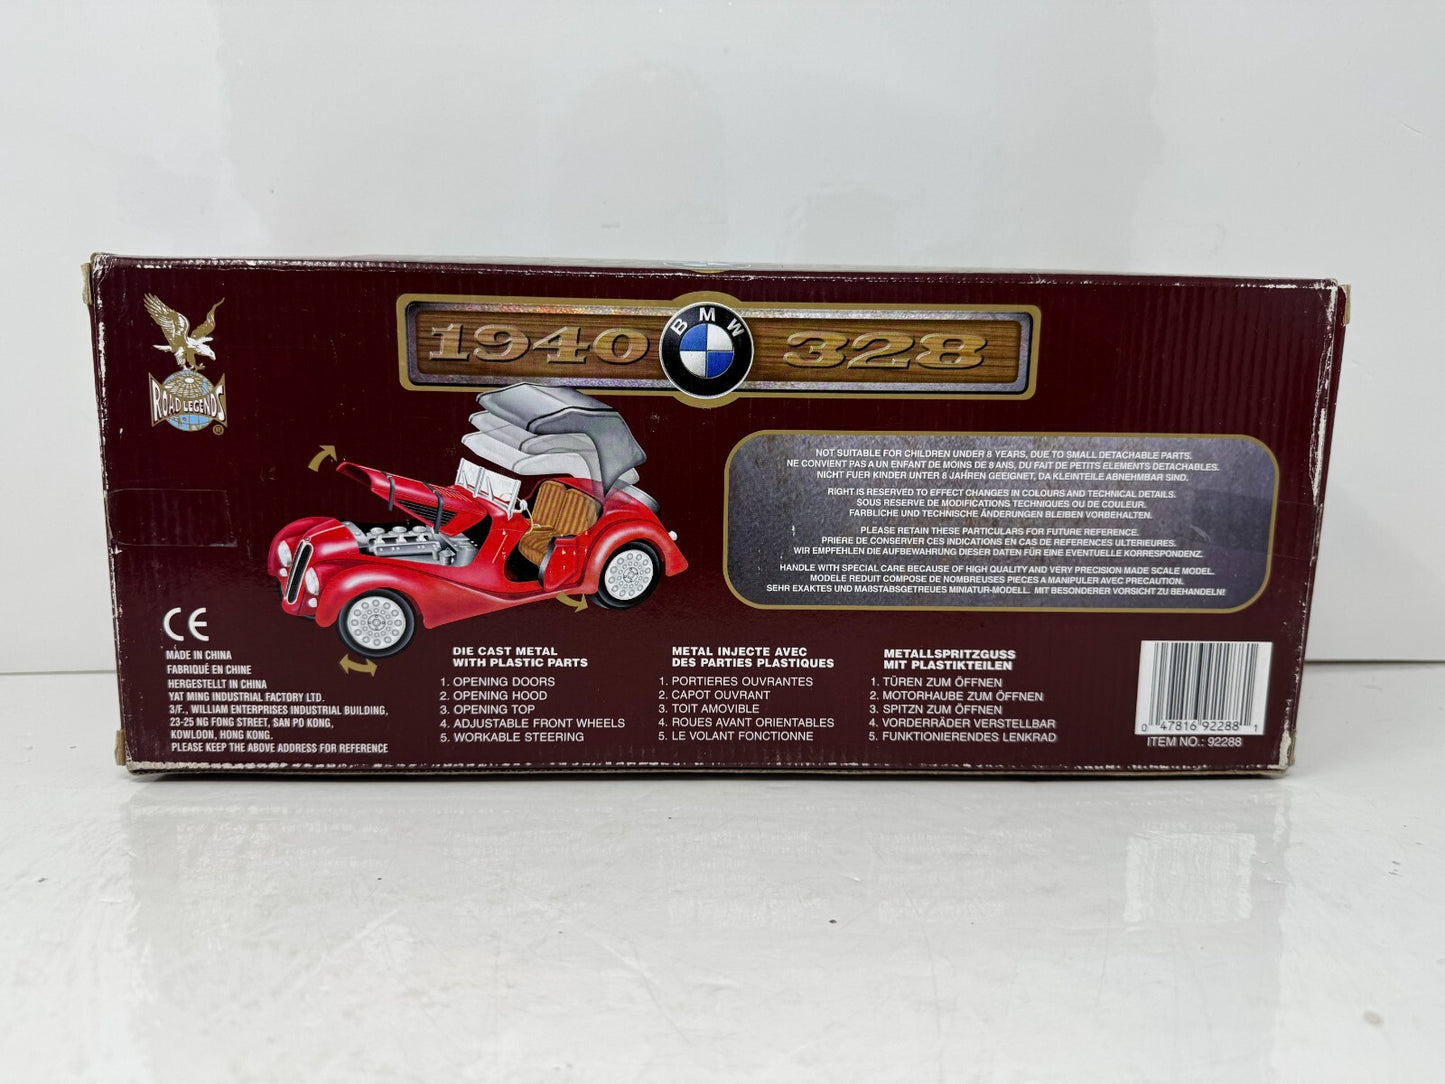 1940 BMW 328
ROAD LEGENDS
®
NOT SUITABLE FOR CHILDREN UNDER 8 YEARS, DUE TO SMALL DETACHABLE PARTS.
NE CONVIENT PAS A UN ENFANT DE MOINS DE 8 ANS, DU FAIT DE PETITS ELEMENTS DETACHABLES.
NICHT FUER KINDER UNTER 8 JAHREN GEEIGNET, DA KLEINTEILE ABNEHMBAR SIND.
RIGHT IS RESERVED TO EFFECT CHANGES IN COLOURS AND TECHNICAL DETAILS.
SOUS RESERVE DE MODIFICATIONS TECHNIQUES OU DE COULEUR.
FARBLICHE UND TECHNISCHE ÄNDERUNGEN BLEIBEN VORBEHALTEN.
PLEASE RETAIN THESE PARTICULARS FOR FUTURE REFERENCE.
PRIERE DE CONSERVER CES INDICATIONS EN CAS DE REFERENCES ULTERIEURES.
WIR EMPFEHLEN DIE AUFBEWAHRUNG DIESER DATEN FÜR EINE EVENTUELLE KORRESPONDENZ.
HANDLE WITH SPECIAL CARE BECAUSE OF HIGH QUALITY AND VERY PRECISION MADE SCALE MODEL.
MODELE REDUIT COMPOSE DE NOMBREUSES PIECES A MANIPULER AVEC PRECAUTION.
SEHR EXAKTES UND MAßSTABSGETREUES MINIATUR-MODELL. MIT BESONDERER VORSICHT ZU BEHANDELN!
CE
MADE IN CHINA
FABRIQUÉ EN CHINE
HERGESTELLT IN CHINA
YAT MING INDUSTRIAL FACTORY LTD.
3/F., WILLIAM ENTERPRISES INDUSTRIAL BUILDING,
23-25 NG FONG STREET, SAN PO KONG,
KOWLOON, HONG KONG.
PLEASE KEEP THE ABOVE ADDRESS FOR REFERENCE
DIE CAST METAL
WITH PLASTIC PARTS
1. OPENING DOORS
2. OPENING HOOD
3. OPENING TOP
4. ADJUSTABLE FRONT WHEELS
5. WORKABLE STEERING
METAL INJECTE AVEC
DES PARTIES PLASTIQUES
1. PORTIERES OUVRANTES
2. CAPOT OUVRANT
3. TOIT AMOVIBLE
4. ROUES AVANT ORIENTABLES
5. LE VOLANT FONCTIONNE
METALLSPRITZGUSS
MIT PLASTIKTEILEN
1. TÜREN ZUM ÖFFNEN
2. MOTORHAUBE ZUM ÖFFNEN
3. SPITZN ZUM ÖFFNEN
4. VORDERRÄDER VERSTELLBAR
5. FUNKTIONIERENDES LENKRAD
0 47816 92288 1
ITEM NO.: 92288